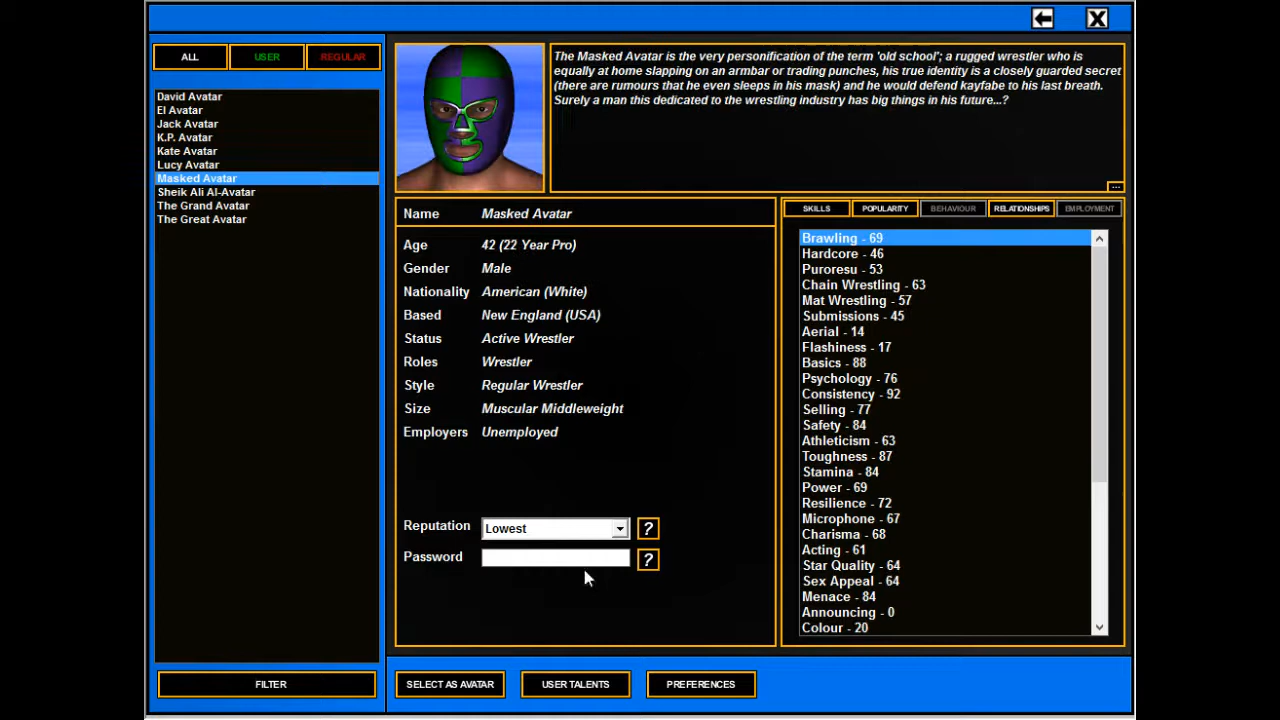 ALL
USER
REGULAR
David Avatar
El Avatar
Jack Avatar
K.P. Avatar
Kate Avatar
Lucy Avatar
Masked Avatar
Sheik Ali Al-Avatar
The Grand Avatar
The Great Avatar
FILTER
The Masked Avatar is the very personification of the term 'old school'; a rugged wrestler who is
equally at home slapping on an armbar or trading punches, his true identity is a closely guarded secret
(there are rumours that he even sleeps in his mask) and he would defend kayfabe to his last breath.
Surely a man this dedicated to the wrestling industry has big things in his future...?
...
Name Masked Avatar
Age 42 (22 Year Pro)
Gender Male
Nationality American (White)
Based New England (USA)
Status Active Wrestler
Roles Wrestler
Style Regular Wrestler
Size Muscular Middleweight
Employers Unemployed
Reputation Lowest ?
Password ?
SKILLS
POPULARITY
BEHAVIOUR
RELATIONSHIPS
EMPLOYMENT
Brawling - 69
Hardcore - 46
Puroresu - 53
Chain Wrestling - 63
Mat Wrestling - 57
Submissions - 45
Aerial - 14
Flashiness - 17
Basics - 88
Psychology - 76
Consistency - 92
Selling - 77
Safety - 84
Athleticism - 63
Toughness - 87
Stamina - 84
Power - 69
Resilience - 72
Microphone - 67
Charisma - 68
Acting - 61
Star Quality - 64
Sex Appeal - 64
Menace - 84
Announcing - 0
Colour - 20
SELECT AS AVATAR
USER TALENTS
PREFERENCES